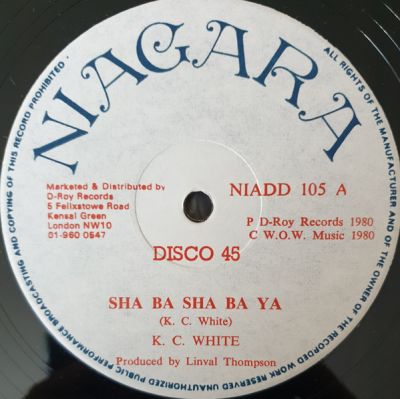 NIAGARA
ALL RIGHTS OF THE MANUFACTURER AND OF THE OWNER OF THE RECORDED WORK RESERVED UNAUTHORISED PUBLIC PERFORMANCE BROADCASTING AND COPYING OF THIS RECORD PROHIBITED
Marketed & Distributed by
D-Roy Records
5 Felixstowe Road
Kensal Green
London NW10
01-960 0547
NIADD 105 A
P D-Roy Records 1980
C W.O.W. Music 1980
DISCO 45
SHA BA SHA BA YA
(K. C. White)
K. C. WHITE
Produced by Linval Thompson